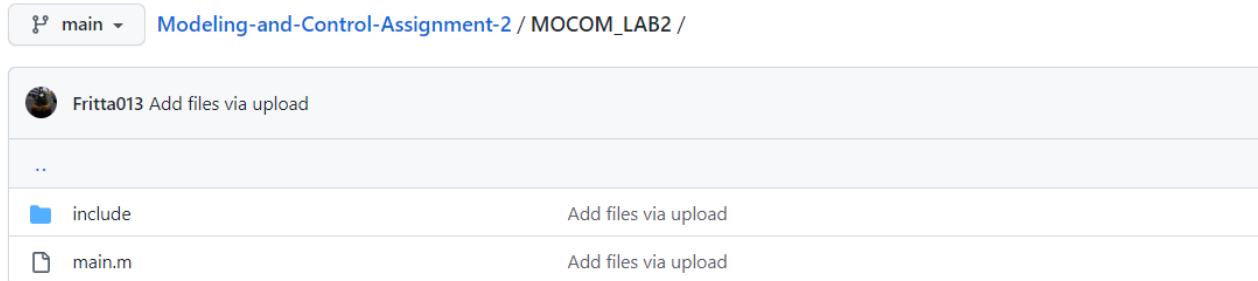 main Modeling-and-Control-Assignment-2 / MOCOM_LAB2 /
Fritta013 Add files via upload
..
include Add files via upload
main.m Add files via upload